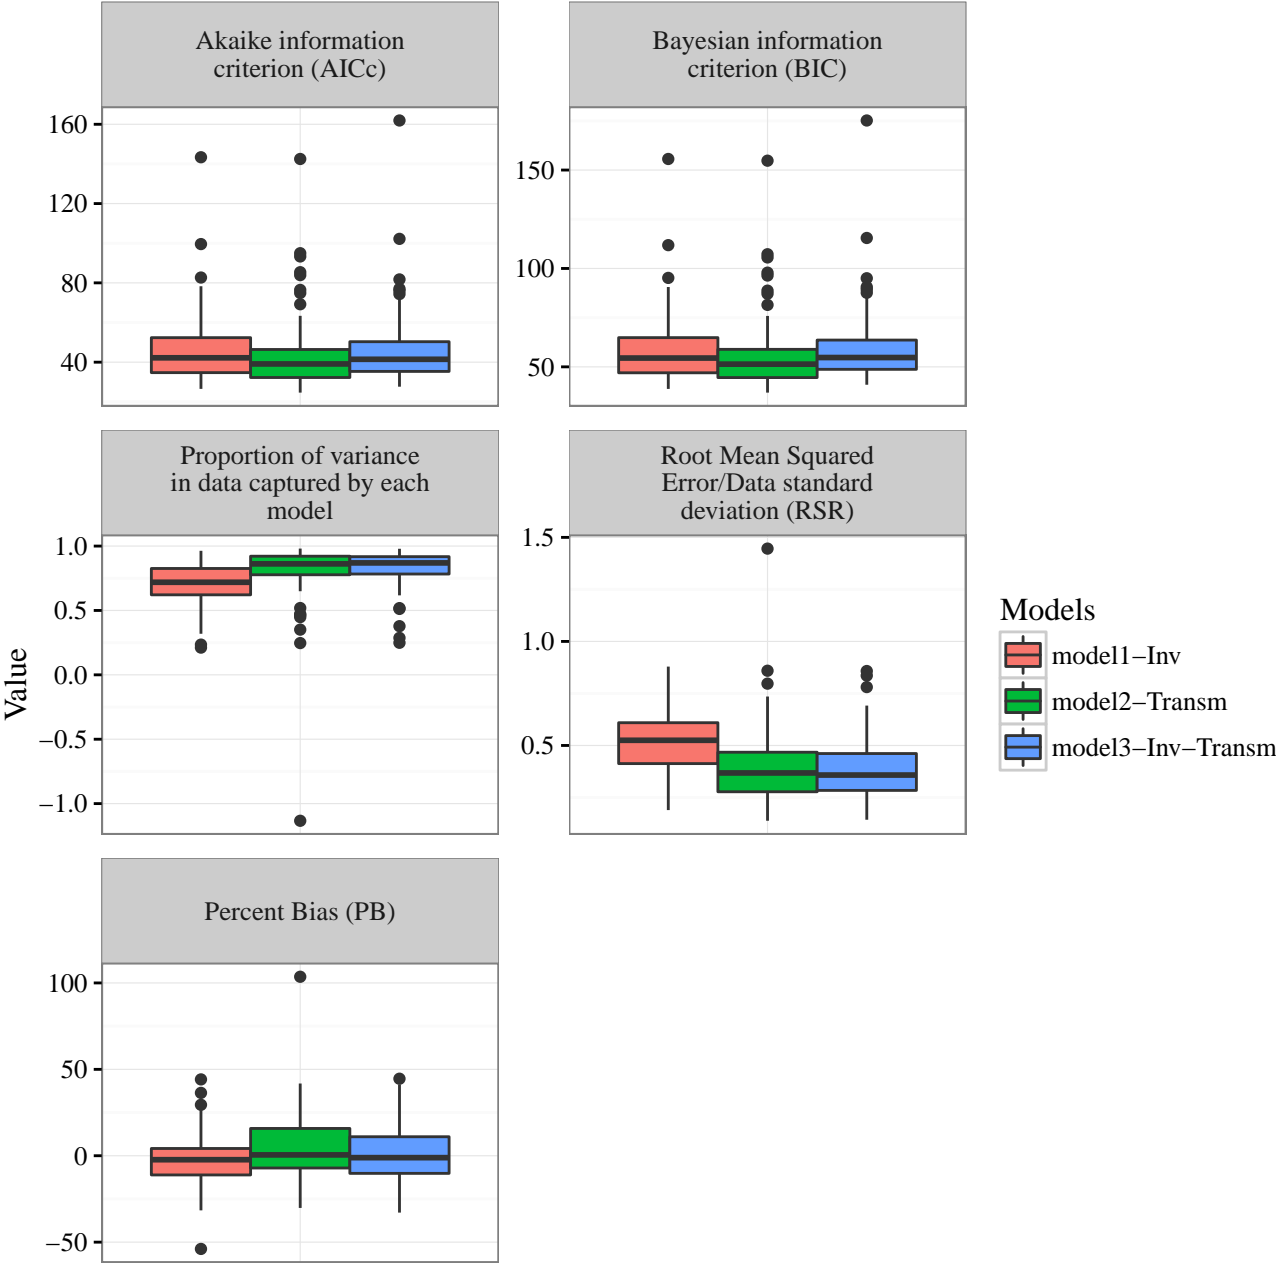 Akaike information
criterion (AICc)
160
120
80
40
Bayesian information
criterion (BIC)
150
100
50
Proportion of variance
in data captured by each
model
1.0
0.5
0.0
−0.5
−1.0
Root Mean Squared
Error/Data standard
deviation (RSR)
1.5
1.0
0.5
Percent Bias (PB)
100
50
0
−50
Value
Models
model1−Inv
model2−Transm
model3−Inv−Transm